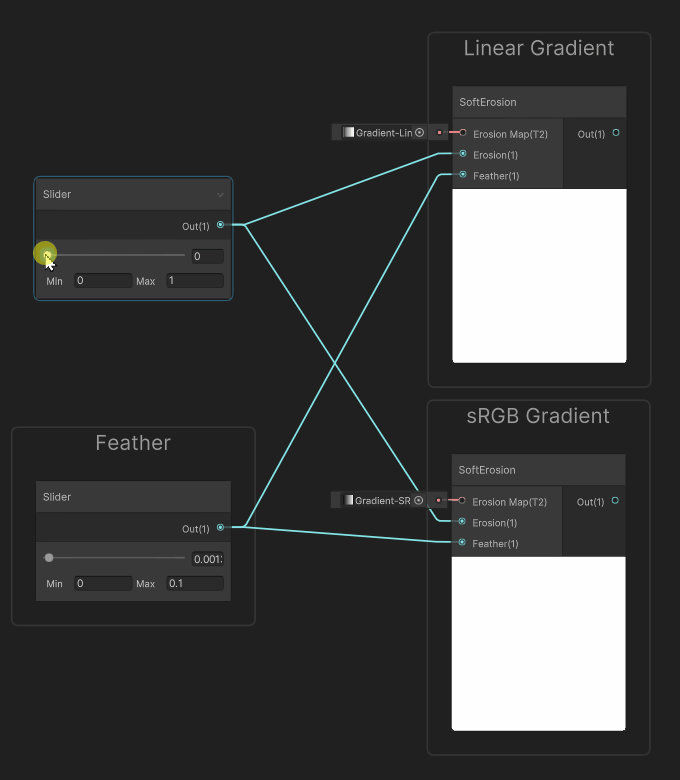 Linear Gradient
SoftErosion
Gradient-Lin
Erosion Map(T2)
Out(1)
Erosion(1)
Feather(1)
Slider
Out(1)
0
Min 0 Max 1
sRGB Gradient
SoftErosion
Gradient-SR
Erosion Map(T2)
Out(1)
Erosion(1)
Feather(1)
Feather
Slider
Out(1)
0.001
Min 0 Max 0.1